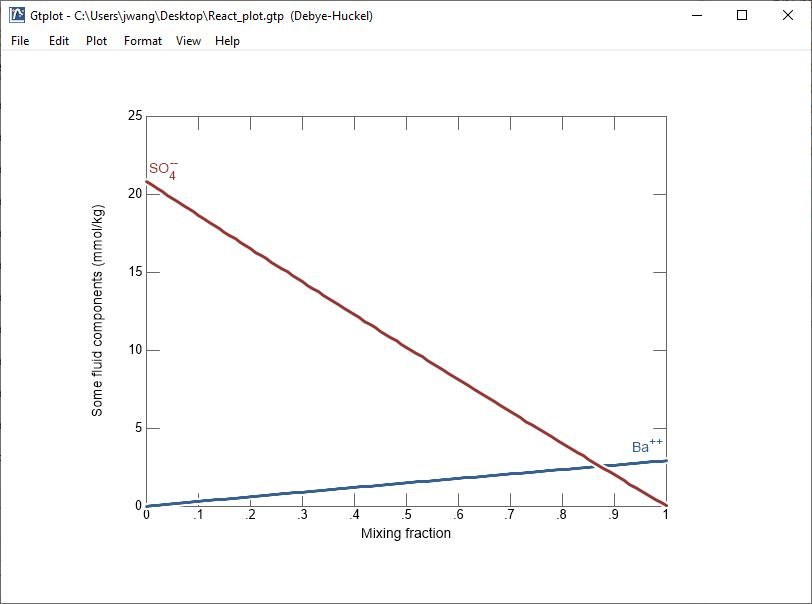 Gtplot - C:\Users\jwang\Desktop\React_plot.gtp (Debye-Huckel)
File Edit Plot Format View Help
25
SO₄⁻⁻
20
15
Some fluid components (mmol/kg)
10
5
Ba⁺⁺
0
0 .1 .2 .3 .4 .5 .6 .7 .8 .9 1
Mixing fraction